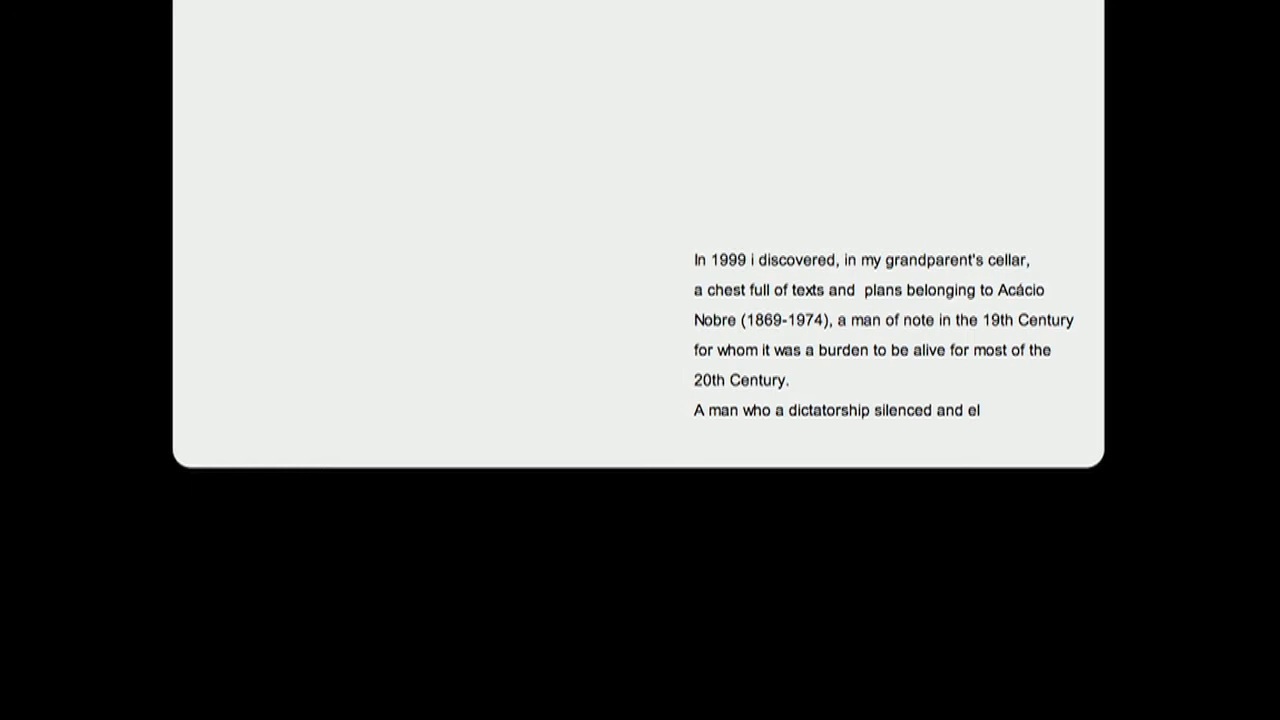 In 1999 i discovered, in my grandparent's cellar,
a chest full of texts and  plans belonging to Acácio
Nobre (1869-1974), a man of note in the 19th Century
for whom it was a burden to be alive for most of the
20th Century.
A man who a dictatorship silenced and el